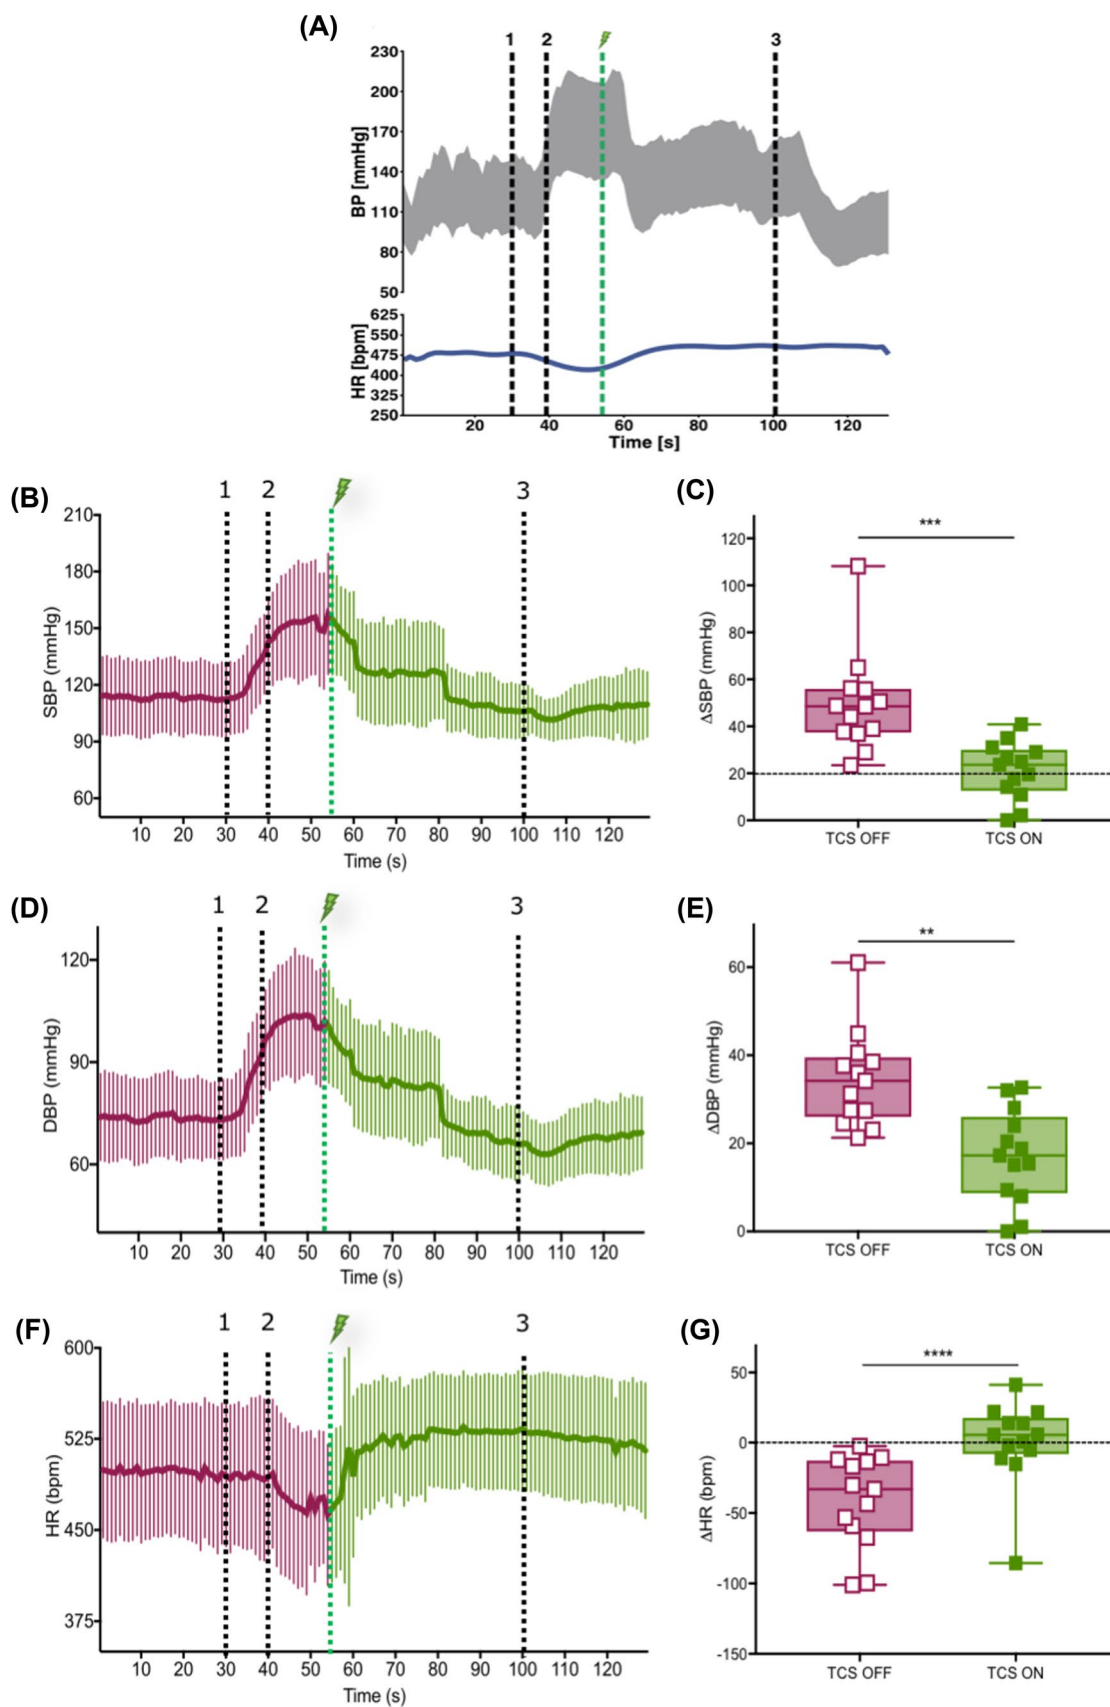 (A)
1 2 3
230
200
170
140
110
80
50
BP [mmHg]
625
550
475
400
325
250
HR [bpm]
20 40 60 80 100 120
Time [s]
(B)
1 2 3
210
180
150
120
90
60
SBP (mmHg)
10 20 30 40 50 60 70 80 90 100 110 120
Time (s)
(C)
***
120
100
80
60
40
20
0
ΔSBP (mmHg)
TCS OFF TCS ON
(D)
1 2 3
120
90
60
DBP (mmHg)
10 20 30 40 50 60 70 80 90 100 110 120
Time (s)
(E)
**
60
40
20
0
ΔDBP (mmHg)
TCS OFF TCS ON
(F)
1 2 3
600
525
450
375
HR (bpm)
10 20 30 40 50 60 70 80 90 100 110 120
Time (s)
(G)
****
50
0
-50
-100
-150
ΔHR (bpm)
TCS OFF TCS ON